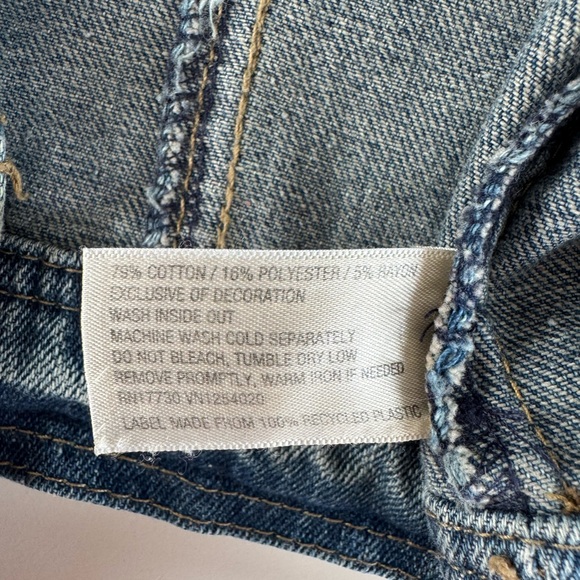 79% COTTON / 16% POLYESTER / 5% RAYON
EXCLUSIVE OF DECORATION
WASH INSIDE OUT
MACHINE WASH COLD SEPARATELY
DO NOT BLEACH, TUMBLE DRY LOW
REMOVE PROMPTLY, WARM IRON IF NEEDED
RN17730 VN1254020
LABEL MADE FROM 100% RECYCLED PLASTIC